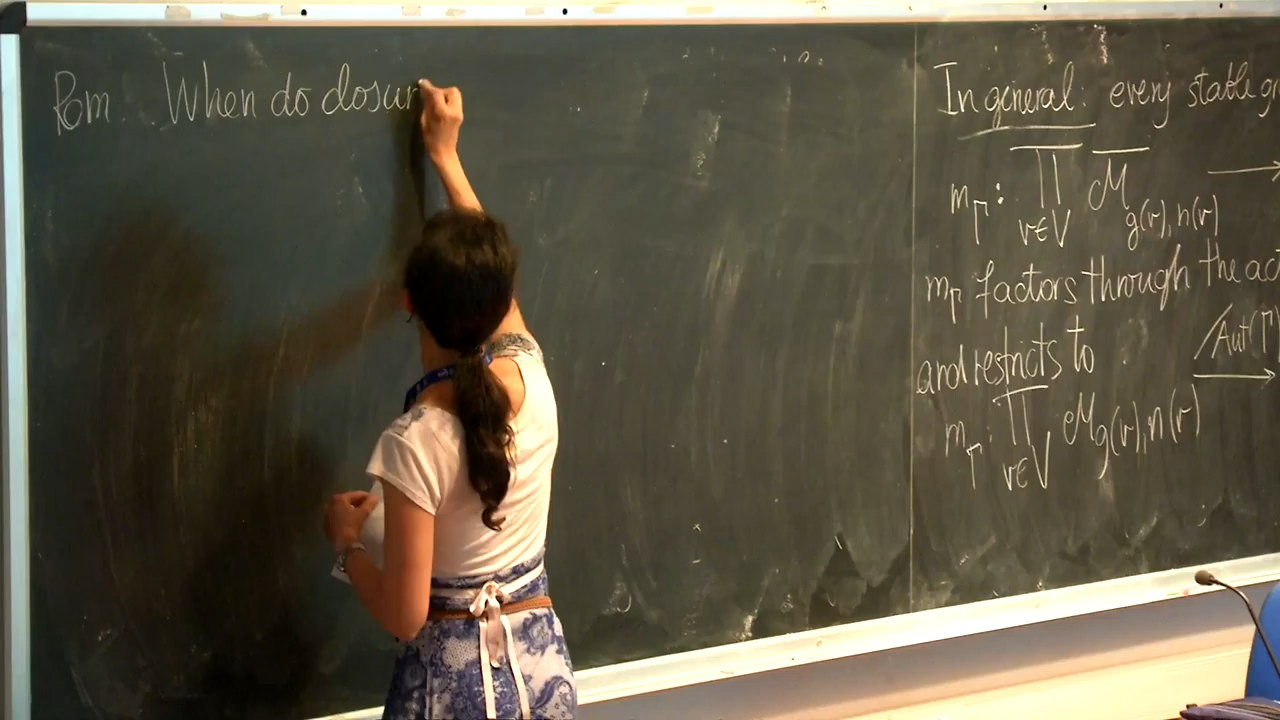 Rem. When do closur
In general: every stable gr
m_Γ: ∏_{v∈V} \overline{M}_{g(v),n(v)} →
m_Γ factors through the act
and restricts to /Aut(Γ)
m_Γ: ∏_{v∈V} M_{g(v),n(v)} →